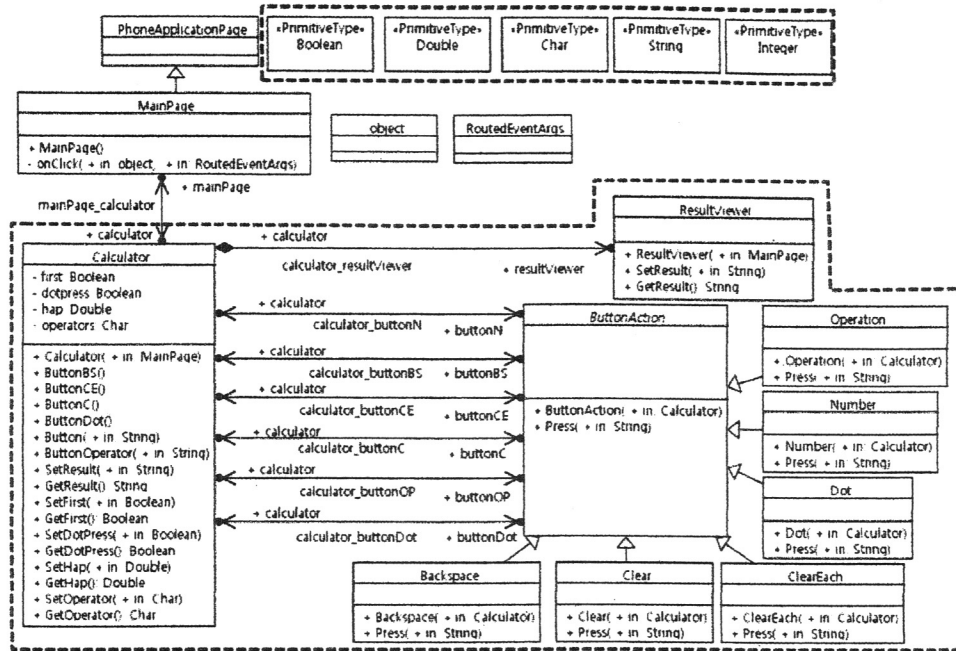 PhoneApplicationPage
«PrimitiveType»
Boolean
«PrimitiveType»
Double
«PrimitiveType»
Char
«PrimitiveType»
String
«PrimitiveType»
Integer
MainPage
+ MainPage()
- onClick( + in object, + in RoutedEventArgs)
object
RoutedEventArgs
+ mainPage
mainPage_calculator
+ calculator
Calculator
- first Boolean
- dotpress Boolean
- hap Double
- operators Char
+ Calculator( + in MainPage)
+ ButtonBS()
+ ButtonCE()
+ ButtonC()
+ ButtonDot()
+ Button( + in String)
+ ButtonOperator( + in String)
+ SetResult( + in String)
+ GetResult() String
+ SetFirst( + in Boolean)
+ GetFirst() Boolean
+ SetDotPress( + in Boolean)
+ GetDotPress() Boolean
+ SetHap( + in Double)
+ GetHap() Double
+ SetOperator( + in Char)
+ GetOperator() Char
+ calculator
calculator_resultViewer
+ resultViewer
ResultViewer
+ ResultViewer( + in MainPage)
+ SetResult( + in String)
+ GetResult() String
+ calculator
calculator_buttonN
+ buttonN
+ calculator
calculator_buttonBS
+ buttonBS
+ calculator
calculator_buttonCE
+ buttonCE
+ calculator
calculator_buttonC
+ buttonC
+ calculator
calculator_buttonOP
+ buttonOP
+ calculator
calculator_buttonDot
+ buttonDot
ButtonAction
+ ButtonAction( + in Calculator)
+ Press( + in String)
Operation
+ Operation( + in Calculator)
+ Press( + in String)
Number
+ Number( + in Calculator)
+ Press( + in String)
Dot
+ Dot( + in Calculator)
+ Press( + in String)
Backspace
+ Backspace( + in Calculator)
+ Press( + in String)
Clear
+ Clear( + in Calculator)
+ Press( + in String)
ClearEach
+ ClearEach( + in Calculator)
+ Press( + in String)